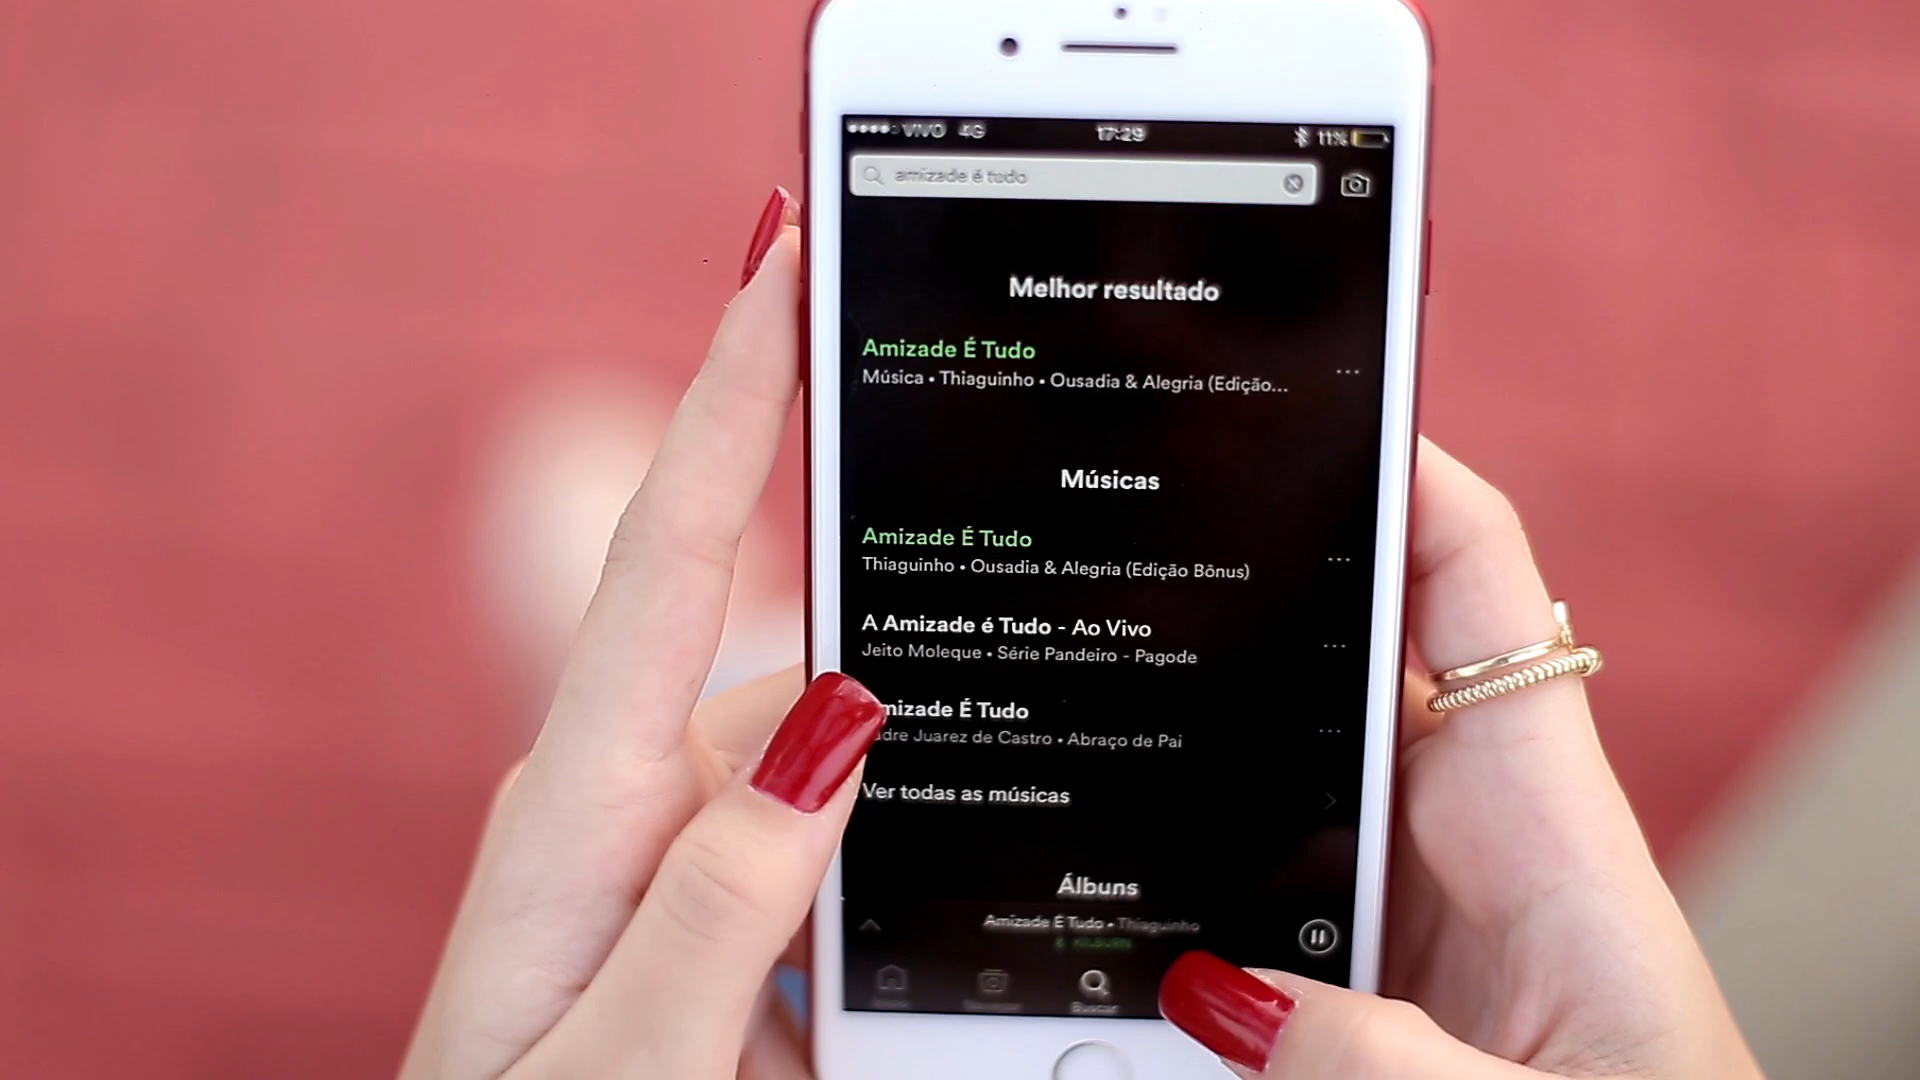 VIVO 4G 17:29 11%
amizade é tudo
Melhor resultado
Amizade É Tudo
Música • Thiaguinho • Ousadia & Alegria (Edição...
Músicas
Amizade É Tudo
Thiaguinho • Ousadia & Alegria (Edição Bônus)
A Amizade é Tudo - Ao Vivo
Jeito Moleque • Série Pandeiro - Pagode
mizade É Tudo
dre Juarez de Castro • Abraço de Pai
Ver todas as músicas
Álbuns
Amizade É Tudo • Thiaguinho
Buscar